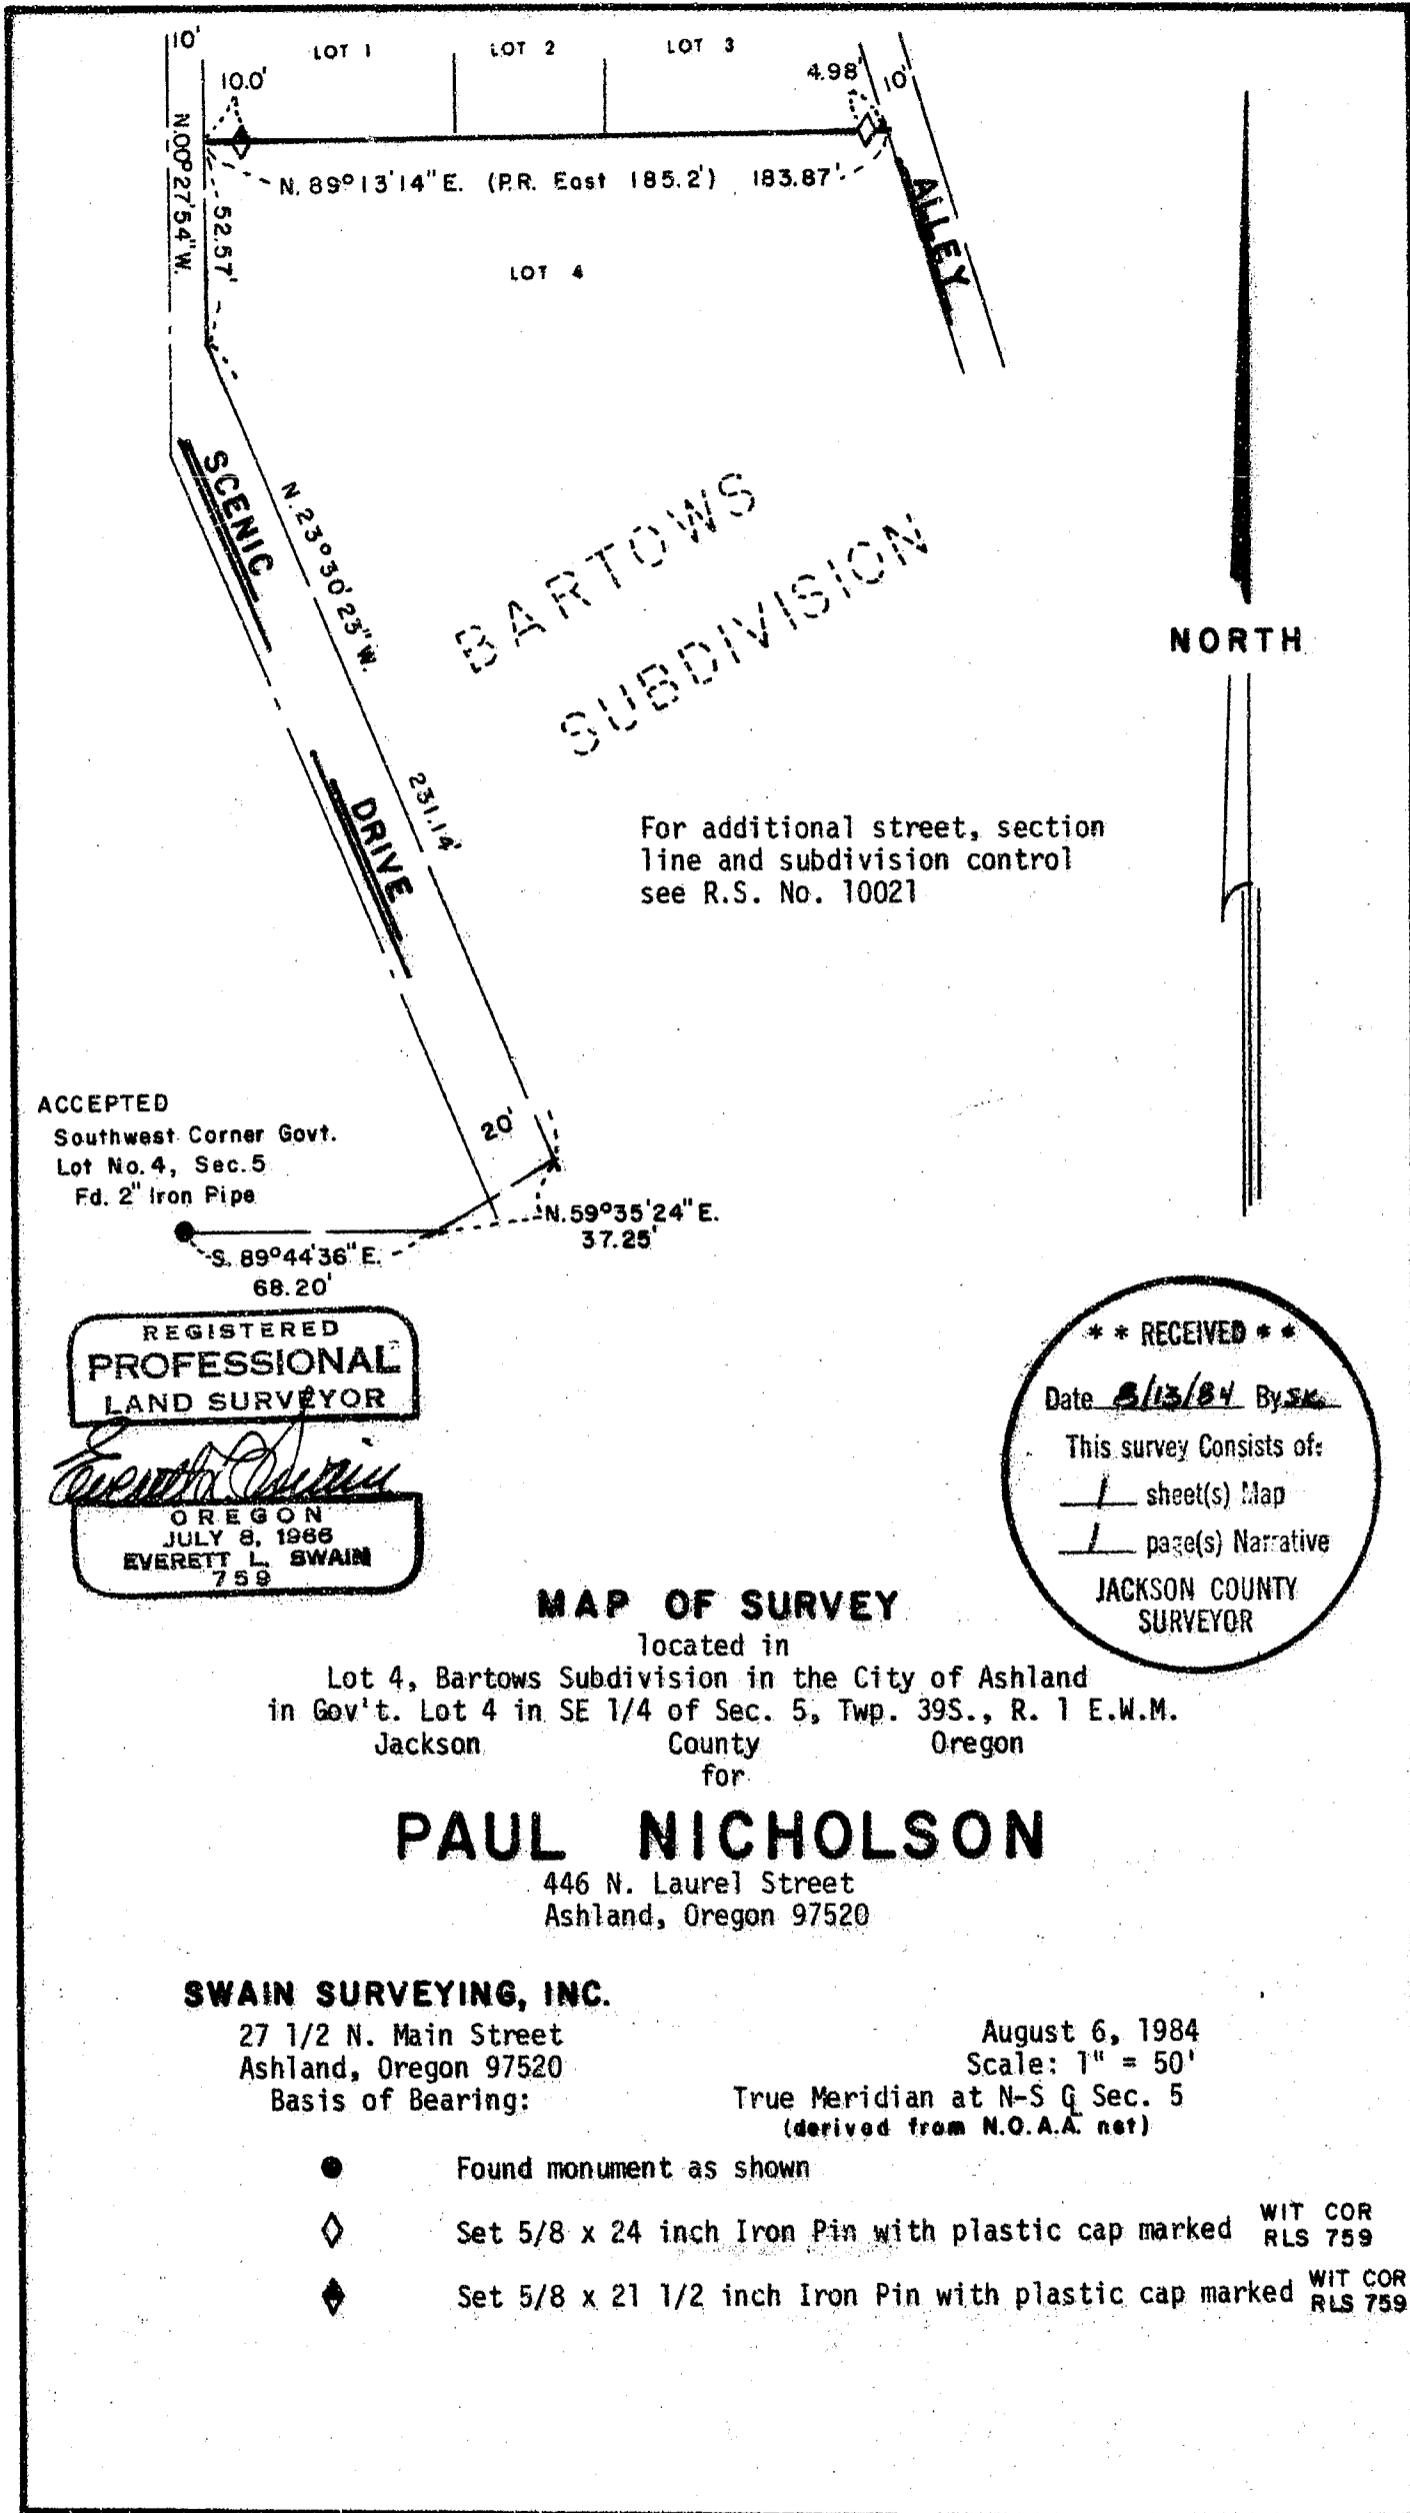 10'
LOT 1
LOT 2
LOT 3
10.0'
4.98'
10'
N.00°27'54"W.
52.57'
N. 89°13'14"E. (P.R. East 185.2') 183.87'
ALLEY
LOT 4
SCENIC
N.23°30'23"W.
BARTOWS
SUBDIVISION
NORTH
231.14'
DRIVE
For additional street, section
line and subdivision control
see R.S. No. 10021
ACCEPTED
Southwest Corner Govt.
Lot No. 4, Sec. 5
Fd. 2" Iron Pipe
20'
N.59°35'24"E.
37.25'
S. 89°44'36"E.
68.20'
REGISTERED
PROFESSIONAL
LAND SURVEYOR
Everett L Swain
OREGON
JULY 8, 1966
EVERETT L. SWAIN
759
* * RECEIVED * *
Date 8/13/84 By SK
This survey Consists of:
1 sheet(s) Map
1 page(s) Narrative
JACKSON COUNTY
SURVEYOR
MAP OF SURVEY
located in
Lot 4, Bartows Subdivision in the City of Ashland
in Gov't. Lot 4 in SE 1/4 of Sec. 5, Twp. 39S., R. 1 E.W.M.
Jackson County Oregon
for
PAUL NICHOLSON
446 N. Laurel Street
Ashland, Oregon 97520
SWAIN SURVEYING, INC.
27 1/2 N. Main Street
Ashland, Oregon 97520
August 6, 1984
Scale: 1" = 50'
Basis of Bearing: True Meridian at N-S ℄ Sec. 5
(derived from N.O.A.A. net)
Found monument as shown
Set 5/8 x 24 inch Iron Pin with plastic cap marked WIT COR
RLS 759
Set 5/8 x 21 1/2 inch Iron Pin with plastic cap marked WIT COR
RLS 759